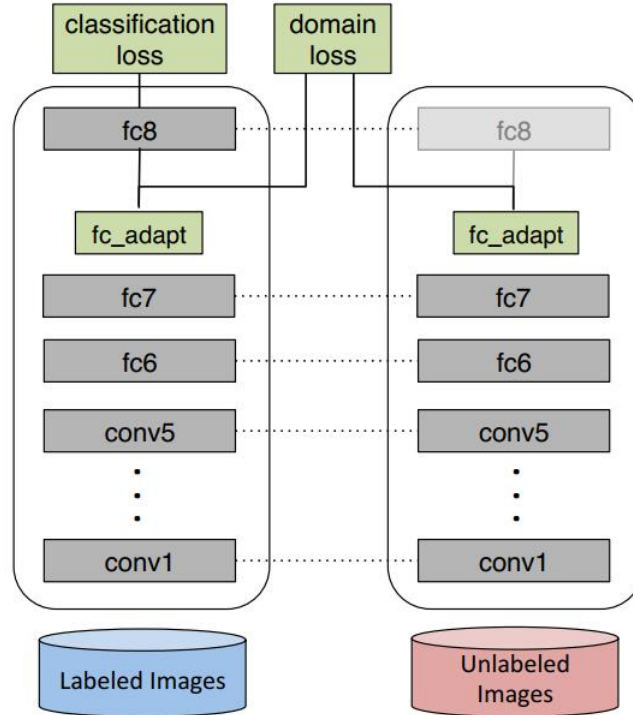 classification
loss
domain
loss
fc8
fc8
fc_adapt
fc_adapt
fc7
fc7
fc6
fc6
conv5
conv5
conv1
conv1
Labeled Images
Unlabeled
Images